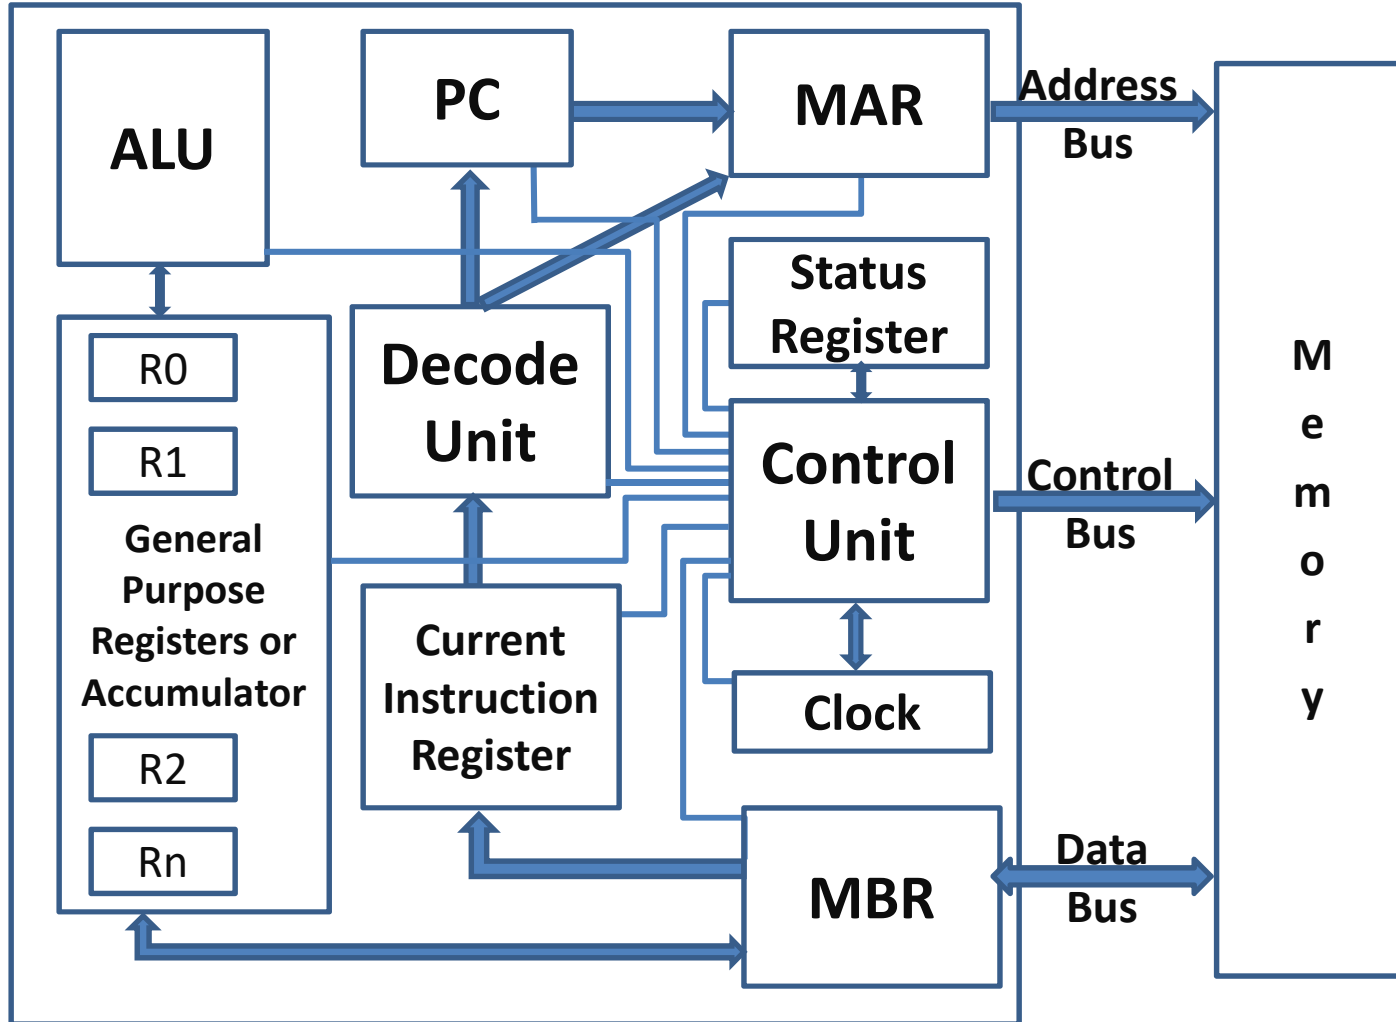 ALU
PC
MAR
Address
Bus
Status
Register
Decode
Unit
R0
R1
General
Purpose
Registers or
Accumulator
R2
Rn
Control
Unit
Control
Bus
Current
Instruction
Register
Clock
MBR
Data
Bus
M
e
m
o
r
y